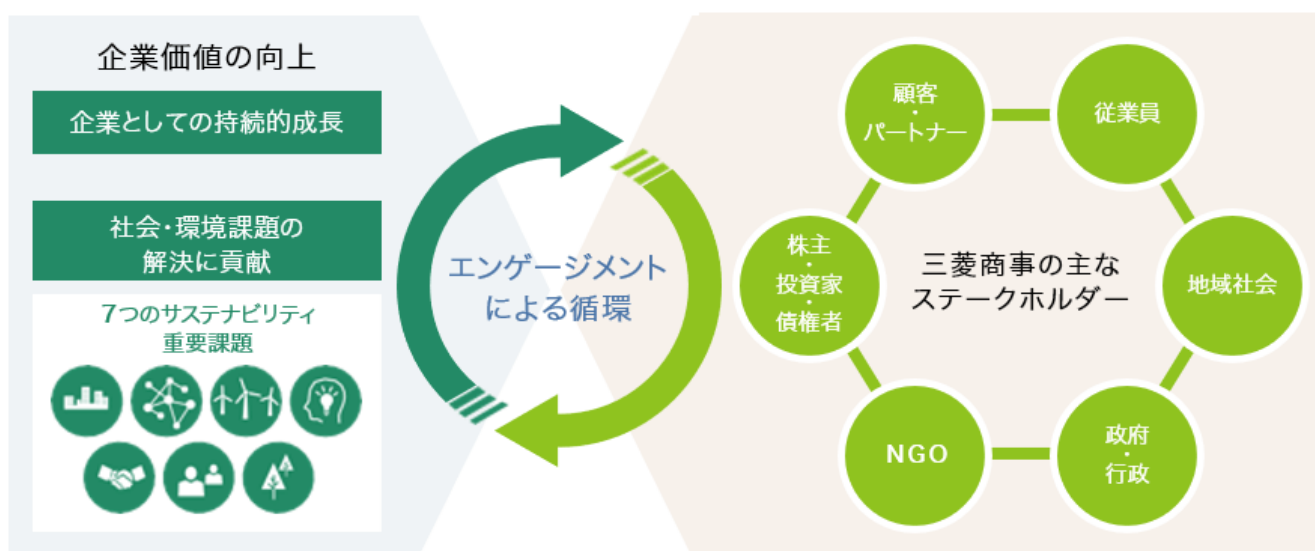 企業価値の向上
企業としての持続的成長
社会・環境課題の
解決に貢献
7つのサステナビリティ
重要課題
エンゲージメント
による循環
顧客
・
パートナー
従業員
株主
・
投資家
・
債権者
三菱商事の主な
ステークホルダー
地域社会
NGO
政府
・
行政